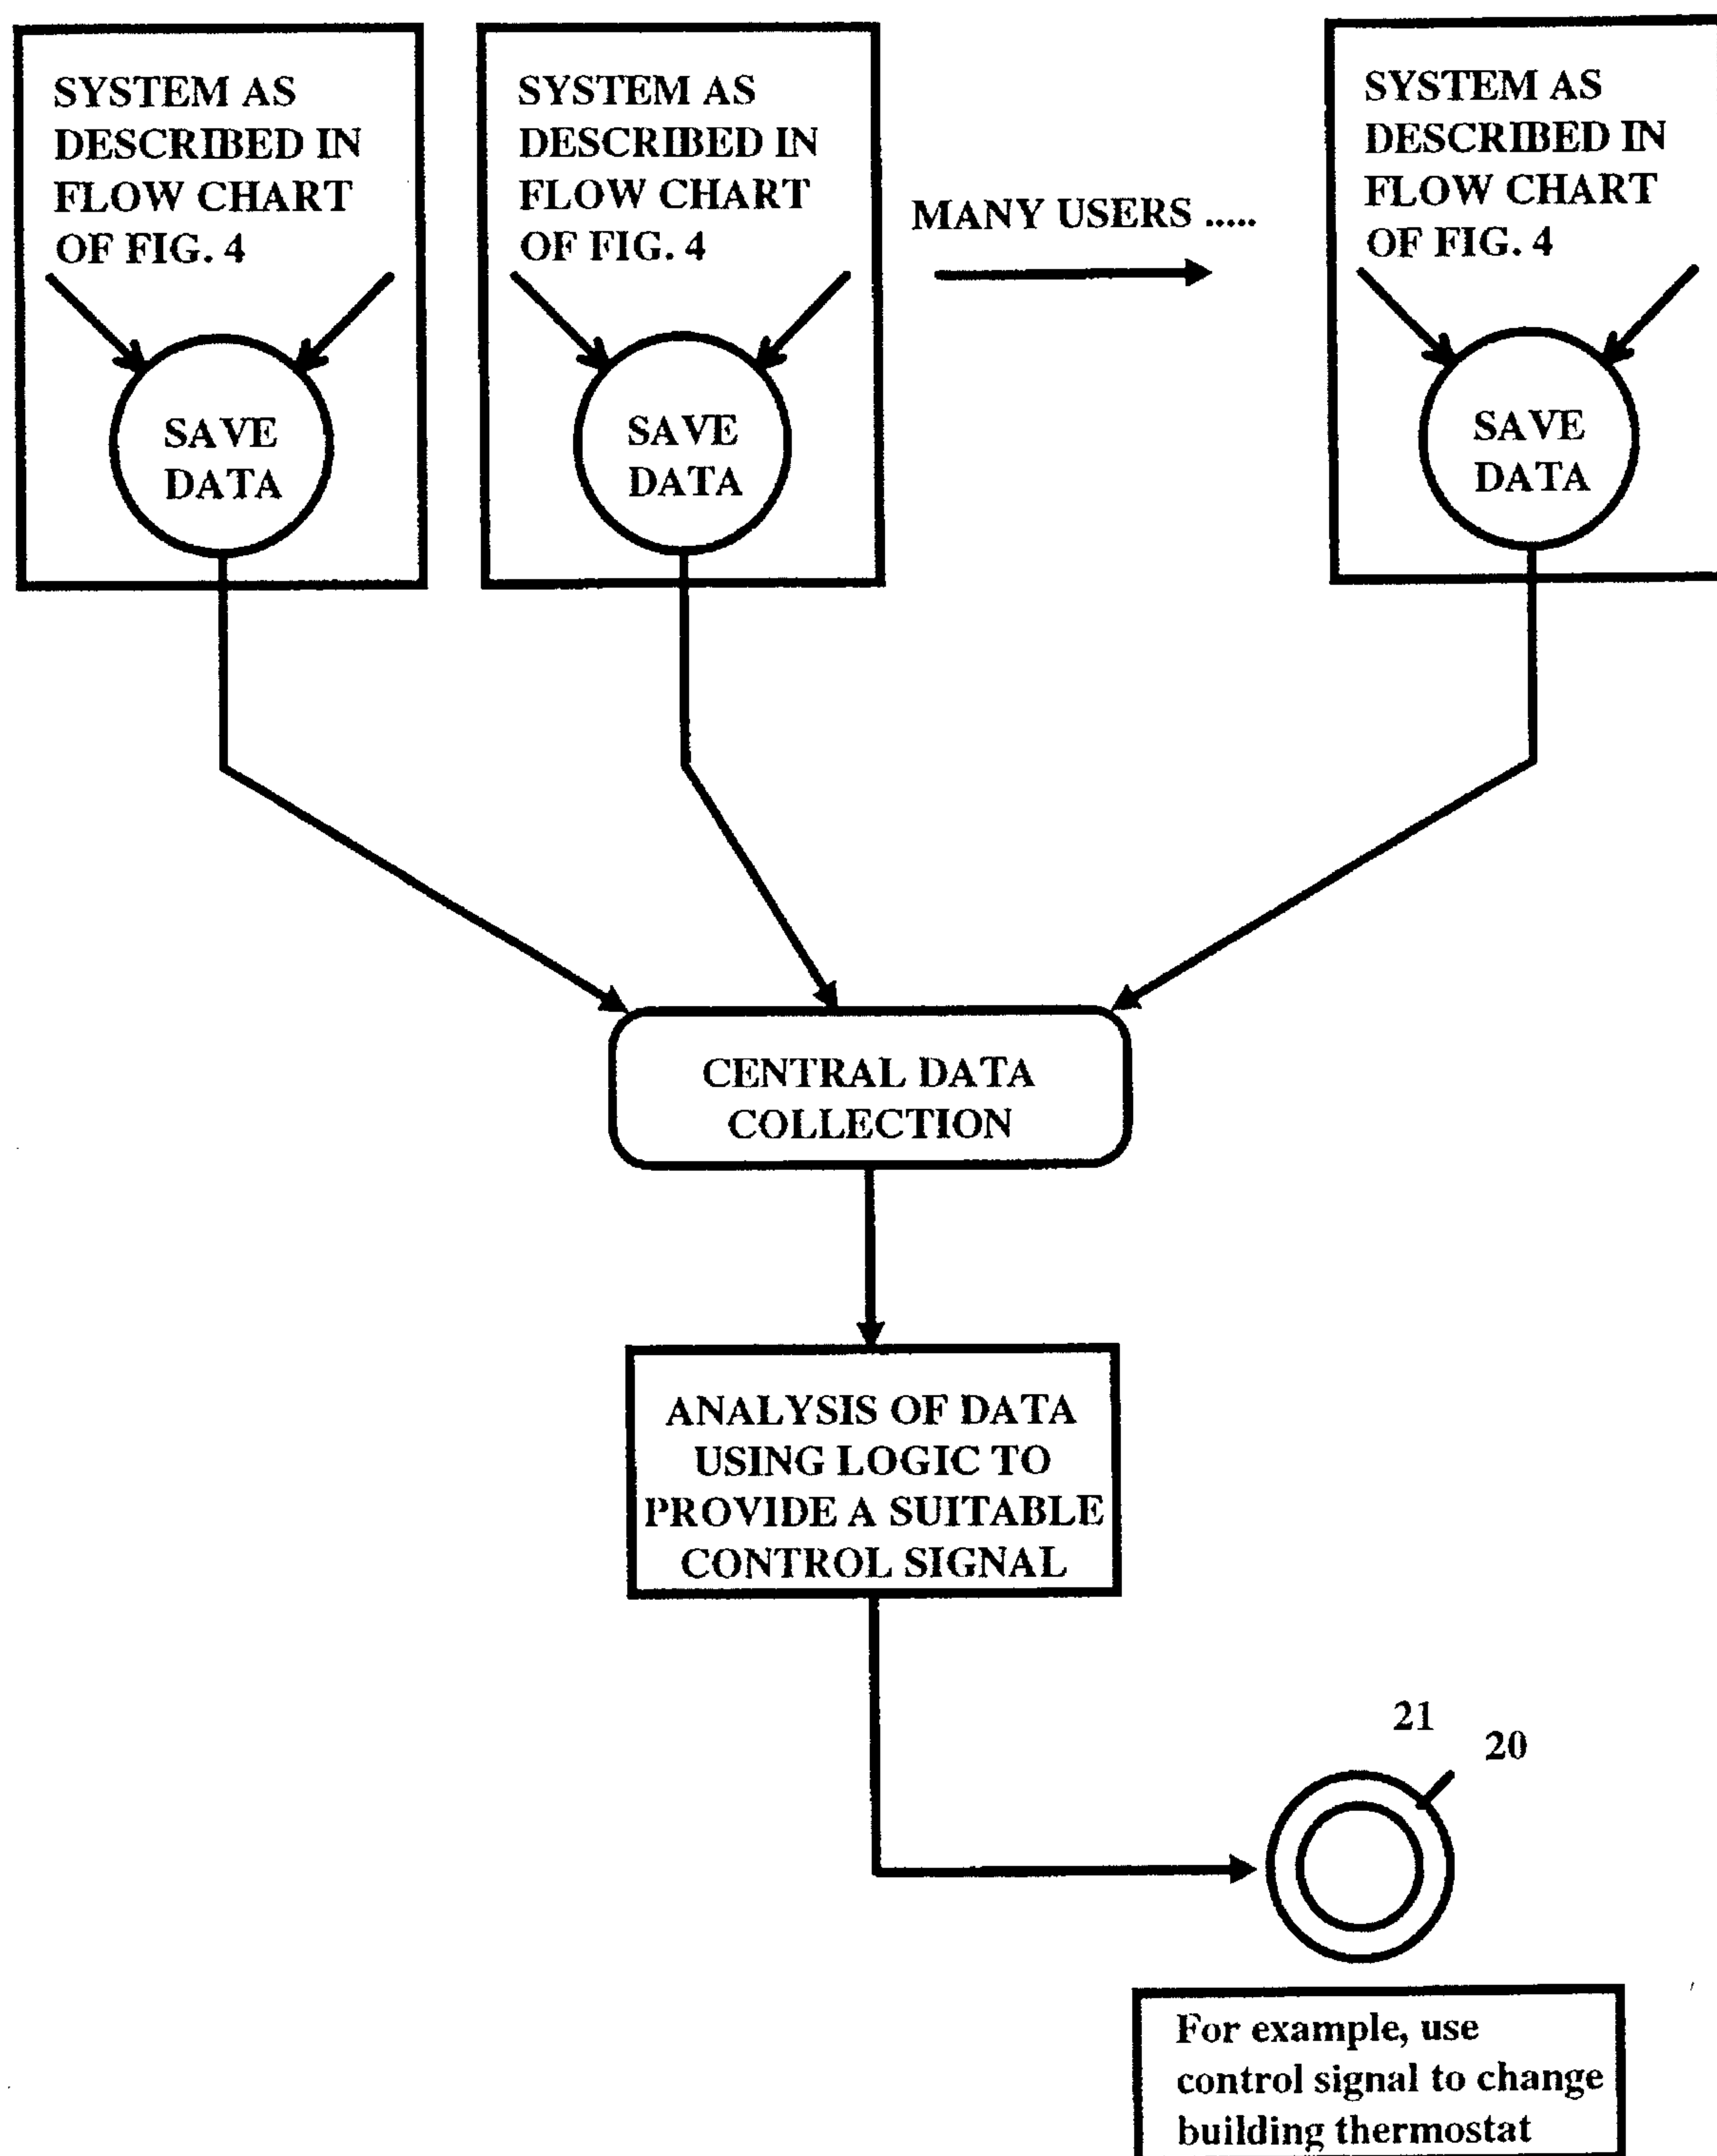 SYSTEM AS
DESCRIBED IN
FLOW CHART
OF FIG. 4
SAVE
DATA
SYSTEM AS
DESCRIBED IN
FLOW CHART
OF FIG. 4
SAVE
DATA
MANY USERS .....
SYSTEM AS
DESCRIBED IN
FLOW CHART
OF FIG. 4
SAVE
DATA
CENTRAL DATA
COLLECTION
ANALYSIS OF DATA
USING LOGIC TO
PROVIDE A SUITABLE
CONTROL SIGNAL
21
20
For example, use
control signal to change
building thermostat